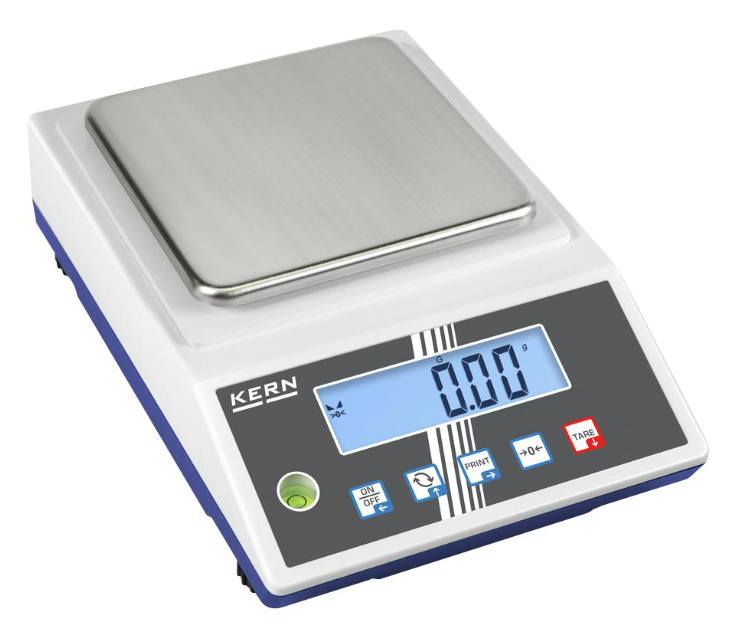 KERN
G
0.00 g
>0<
ON
OFF
PRINT
→0←
TARE